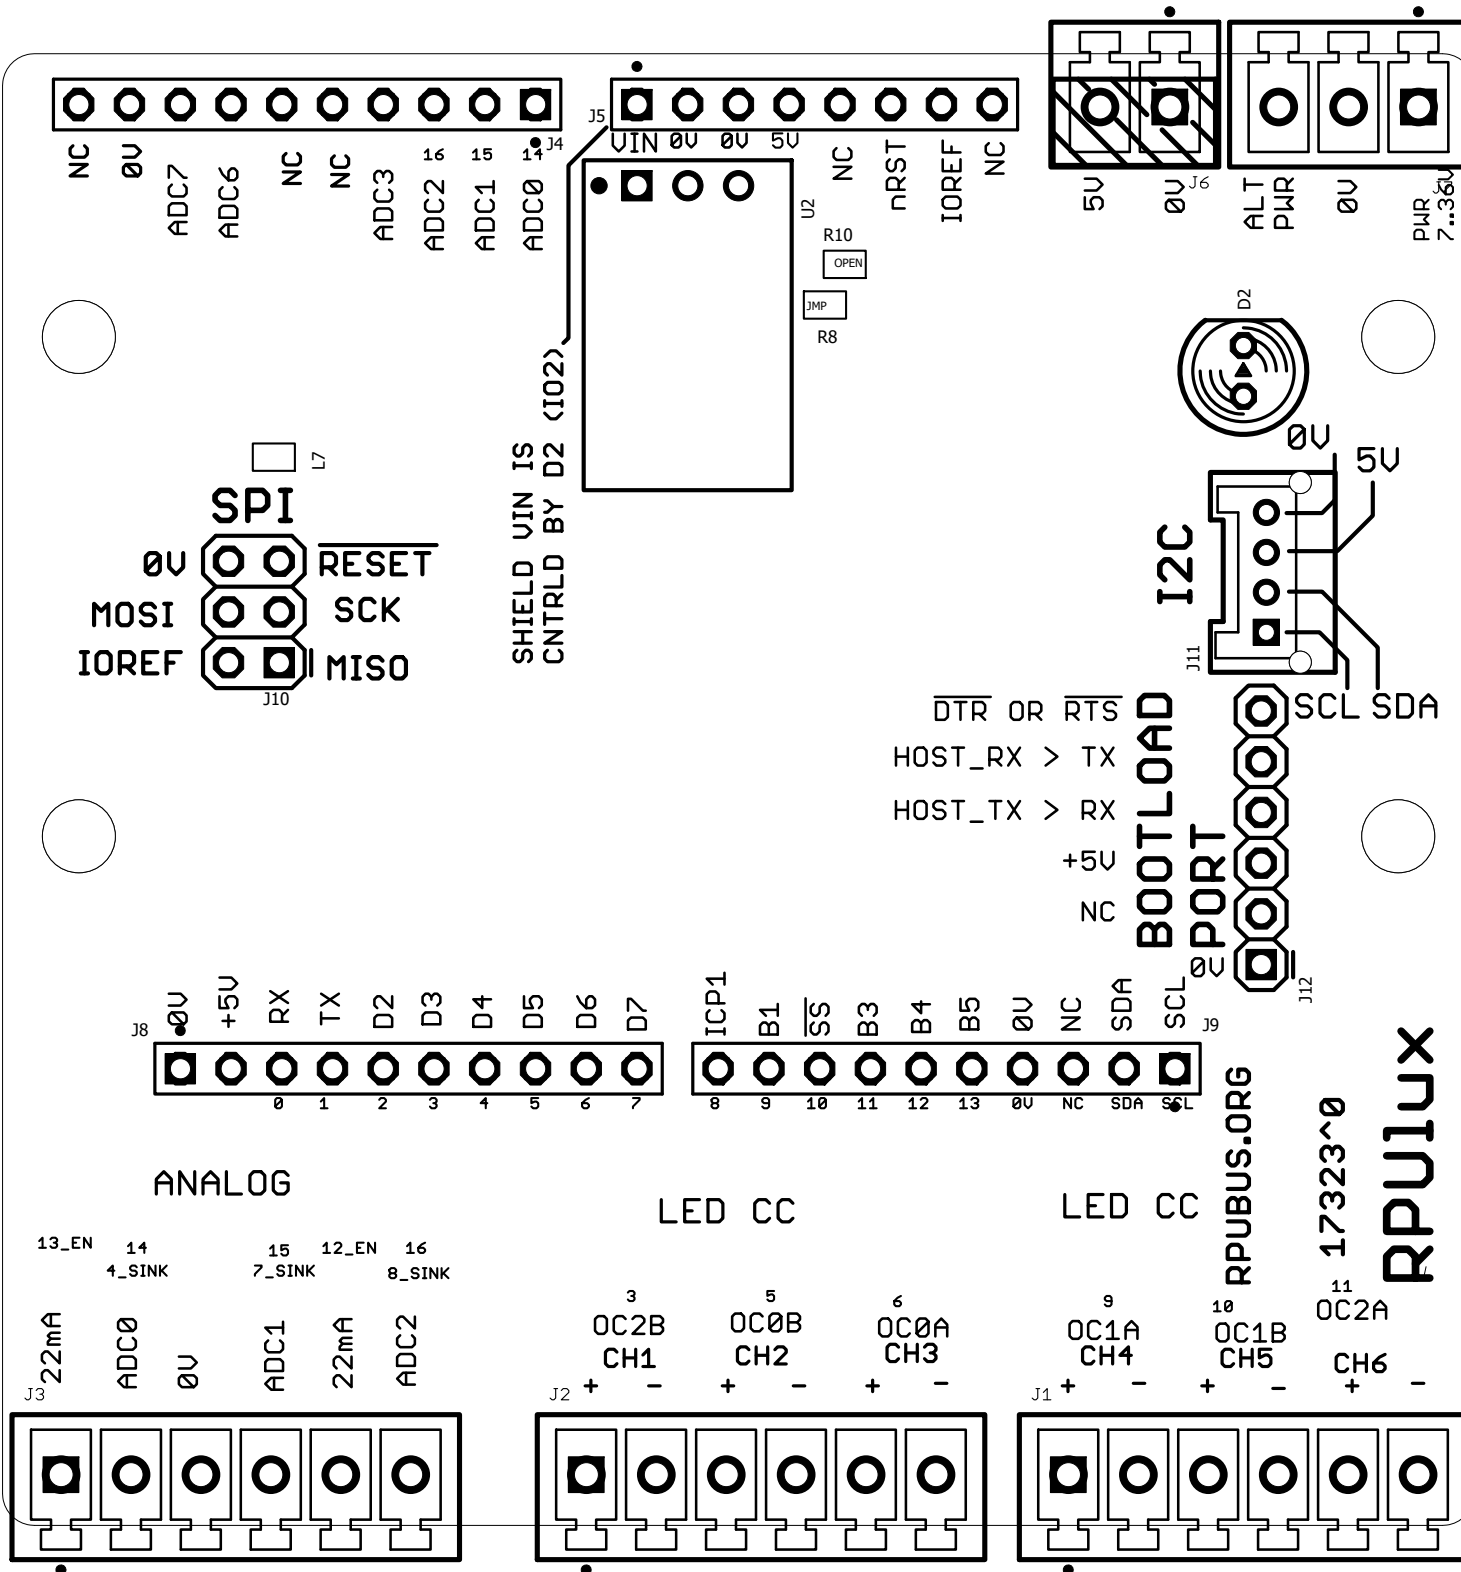 J4
NC
0V
ADC7
ADC6
NC
NC
ADC3
16
ADC2
15
ADC1
14
ADC0
J5
VIN
0V
0V
5V
NC
nRST
IOREF
NC
5V
0V
J6
ALT
PWR
0V
PWR
7..36V
U2
R10
OPEN
JMP
R8
D2
SHIELD VIN IS
CNTRLD BY D2 (IO2)
L7
SPI
0V
RESET
MOSI
SCK
IOREF
MISO
J10
0V
5V
I2C
J11
SCL
SDA
DTR OR RTS
HOST_RX > TX
HOST_TX > RX
+5V
NC
0V
BOOTLOAD
PORT
J12
J8
0V
+5V
RX
TX
D2
D3
D4
D5
D6
D7
0
1
2
3
4
5
6
7
ICP1
B1
SS
B3
B4
B5
0V
NC
SDA
SCL
J9
8
9
10
11
12
13
0V
NC
SDA
SCL
RPUBUS.ORG
17323^0
RPUlux
ANALOG
LED CC
LED CC
13_EN
14
4_SINK
15
7_SINK
12_EN
16
8_SINK
22mA
ADC0
0V
ADC1
22mA
ADC2
J3
3
OC2B
CH1
+ -
5
OC0B
CH2
+ -
6
OC0A
CH3
+ -
J2
9
OC1A
CH4
+ -
10
OC1B
CH5
+ -
11
OC2A
CH6
+ -
J1